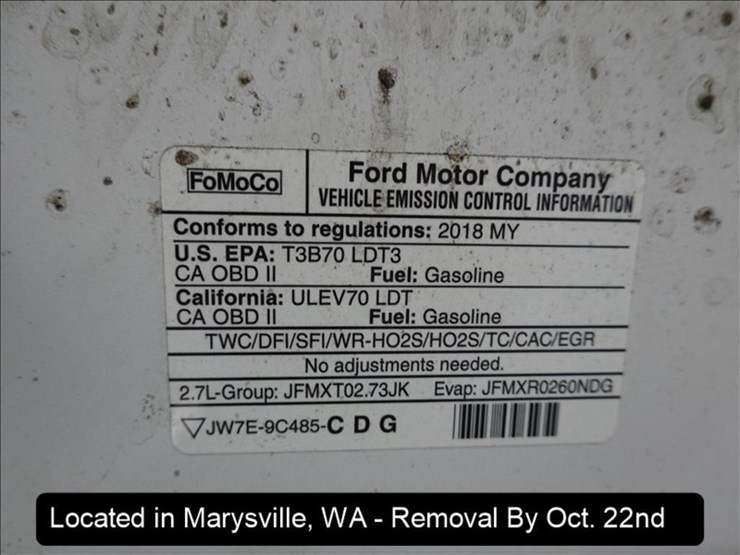 FoMoCo
Ford Motor Company
VEHICLE EMISSION CONTROL INFORMATION
Conforms to regulations: 2018 MY
U.S. EPA: T3B70 LDT3
CA OBD II Fuel: Gasoline
California: ULEV70 LDT
CA OBD II Fuel: Gasoline
TWC/DFI/SFI/WR-HO2S/HO2S/TC/CAC/EGR
No adjustments needed.
2.7L-Group: JFMXT02.73JK Evap: JFMXR0260NDG
▽JW7E-9C485-C D G
Located in Marysville, WA - Removal By Oct. 22nd